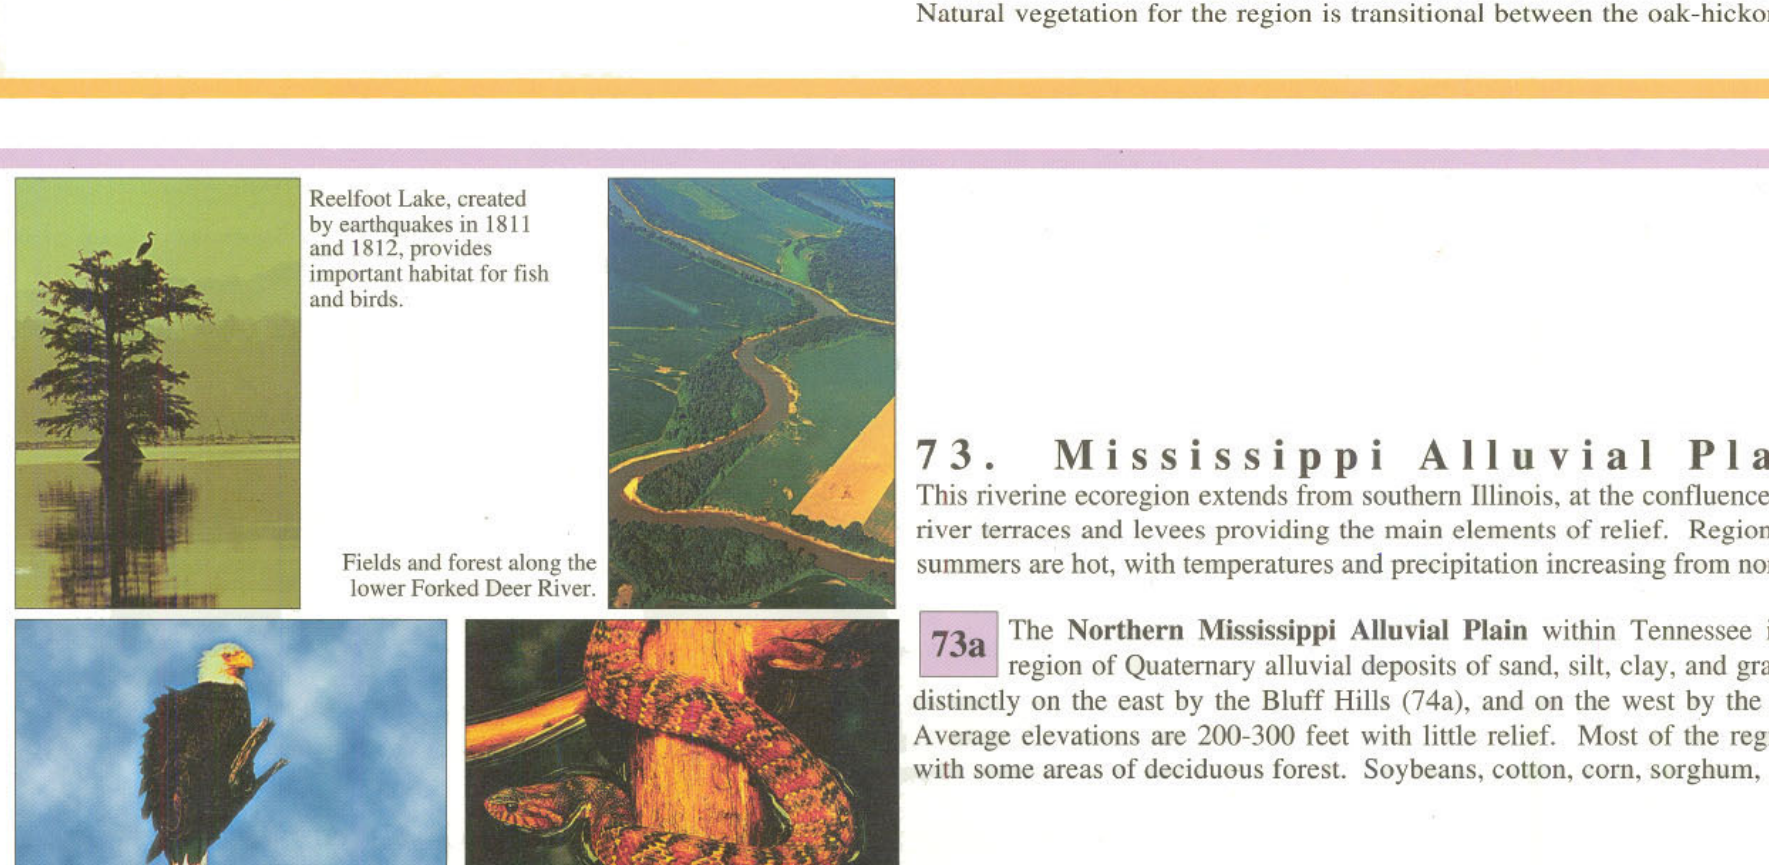 Natural vegetation for the region is transitional between the oak-hickor
Reelfoot Lake, created
by earthquakes in 1811
and 1812, provides
important habitat for fish
and birds.
Fields and forest along the
lower Forked Deer River.
73. Mississippi Alluvial Pla
This riverine ecoregion extends from southern Illinois, at the confluence
river terraces and levees providing the main elements of relief. Region
summers are hot, with temperatures and precipitation increasing from no
73a
The Northern Mississippi Alluvial Plain within Tennessee i
region of Quaternary alluvial deposits of sand, silt, clay, and gra
distinctly on the east by the Bluff Hills (74a), and on the west by the
Average elevations are 200-300 feet with little relief. Most of the reg
with some areas of deciduous forest. Soybeans, cotton, corn, sorghum,